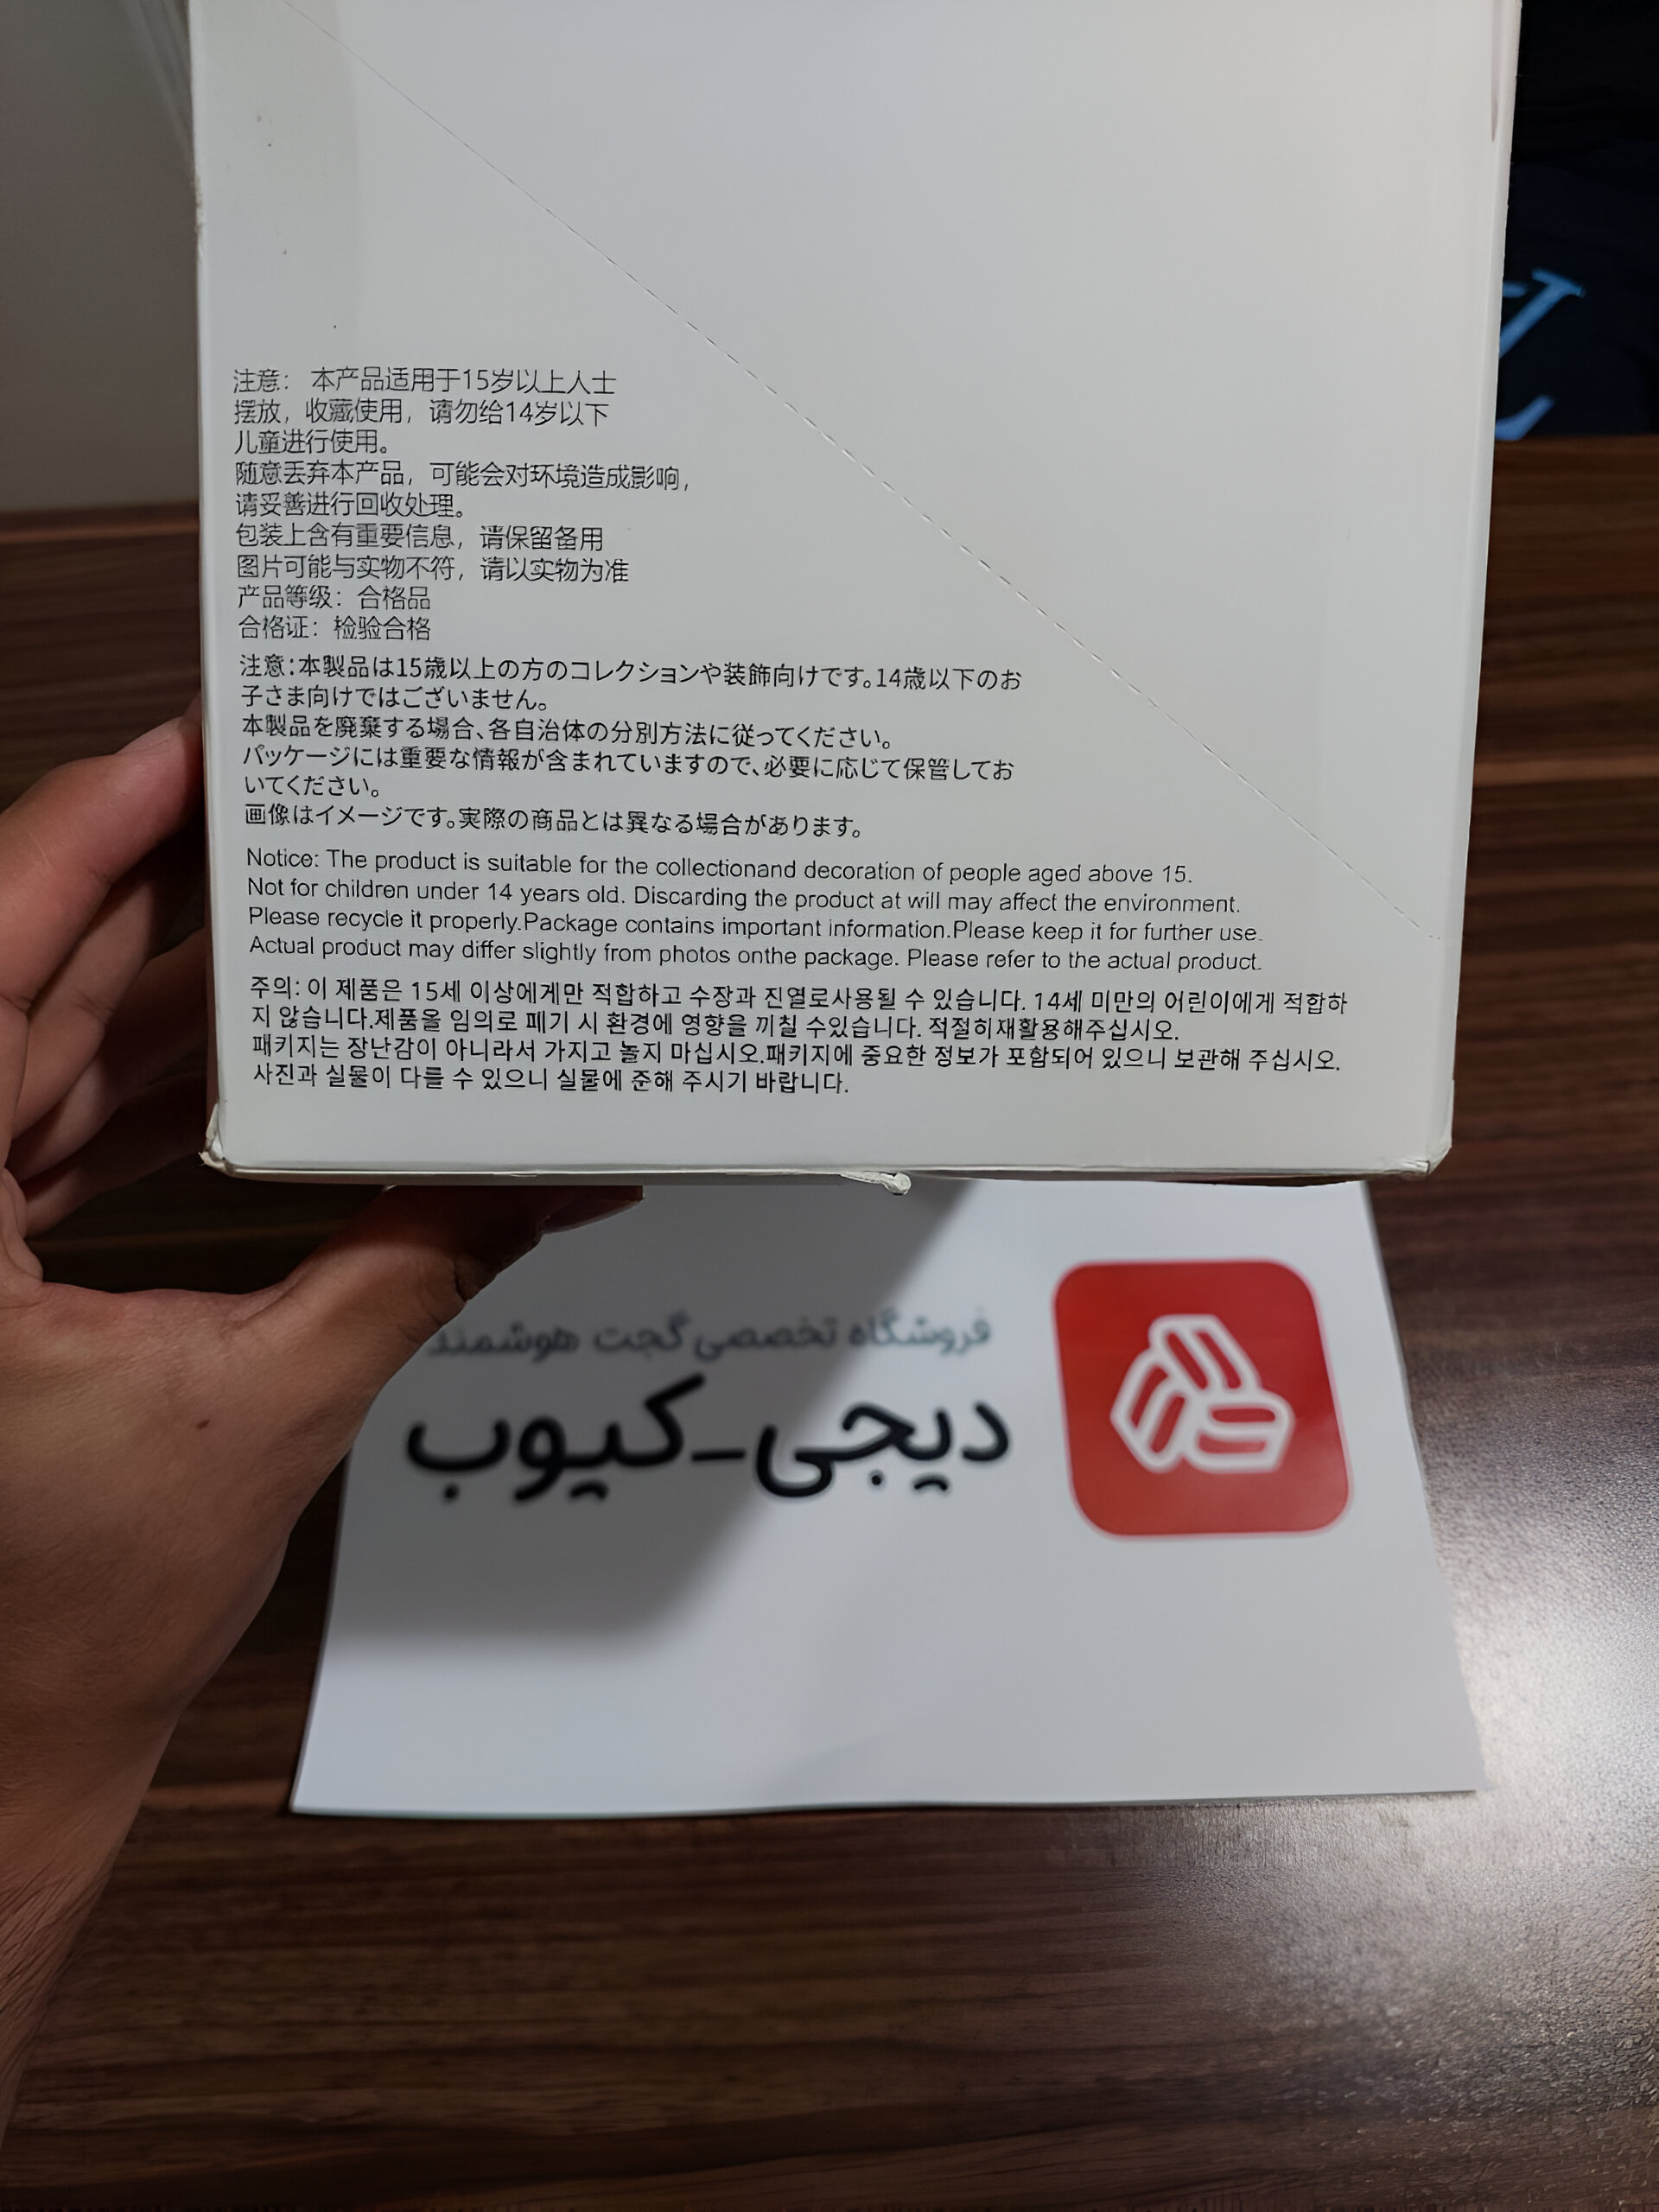 注意： 本产品适用于15岁以上人士
摆放，收藏使用，请勿给14岁以下
儿童进行使用。
随意丢弃本产品，可能会对环境造成影响，
请妥善进行回收处理。
包装上含有重要信息，请保留备用
图片可能与实物不符，请以实物为准
产品等级：合格品
合格证：检验合格
注意：本製品は15歳以上の方のコレクションや装飾向けです。14歳以下のお
子さま向けではございません。
本製品を廃棄する場合、各自治体の分別方法に従ってください。
パッケージには重要な情報が含まれていますので、必要に応じて保管してお
いてください。
画像はイメージです。実際の商品とは異なる場合があります。
Notice: The product is suitable for the collectionand decoration of people aged above 15.
Not for children under 14 years old. Discarding the product at will may affect the environment.
Please recycle it properly.Package contains important information.Please keep it for further use.
Actual product may differ slightly from photos onthe package. Please refer to the actual product.
주의: 이 제품은 15세 이상에게만 적합하고 수장과 진열로사용될 수 있습니다. 14세 미만의 어린이에게 적합하
지 않습니다.제품을 임의로 폐기 시 환경에 영향을 끼칠 수있습니다. 적절히재활용해주십시오.
패키지는 장난감이 아니라서 가지고 놀지 마십시오.패키지에 중요한 정보가 포함되어 있으니 보관해 주십시오.
사진과 실물이 다를 수 있으니 실물에 준해 주시기 바랍니다.
فروشگاه تخصصی گجت هوشمند
دیجی_کیوب